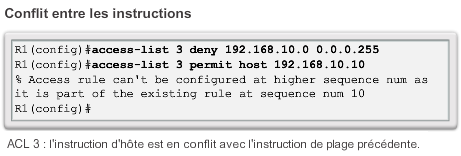 Conflit entre les instructions
R1(config)#access-list 3 deny 192.168.10.0 0.0.0.255
R1(config)#access-list 3 permit host 192.168.10.10
% Access rule can't be configured at higher sequence num as
it is part of the existing rule at sequence num 10
R1(config)#
ACL 3 : l'instruction d'hôte est en conflit avec l'instruction de plage précédente.